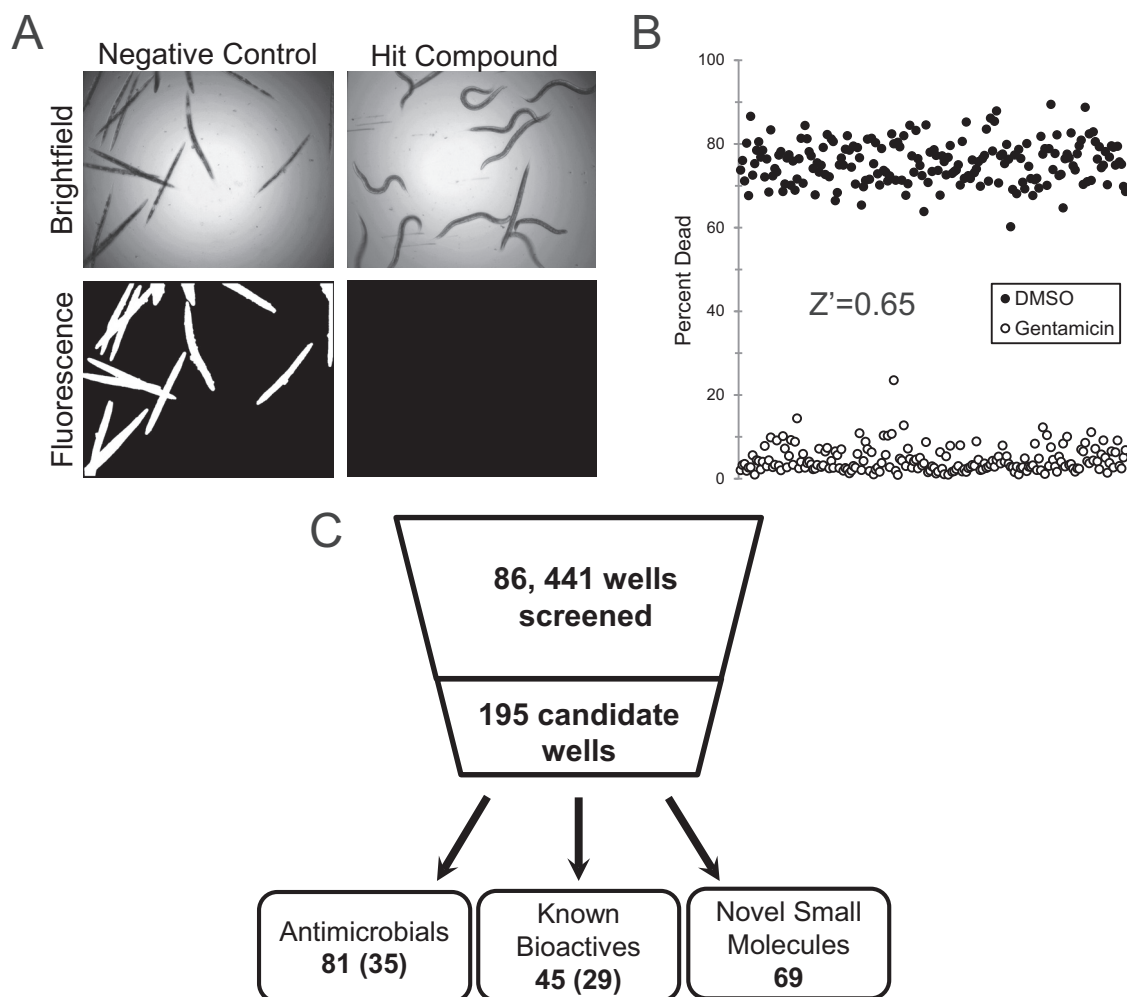 A
Negative Control
Hit Compound
Brightfield
Fluorescence
B
100
80
60
40
20
0
Percent Dead
Z'=0.65
DMSO
Gentamicin
C
86, 441 wells
screened
195 candidate
wells
Antimicrobials
81 (35)
Known
Bioactives
45 (29)
Novel Small
Molecules
69